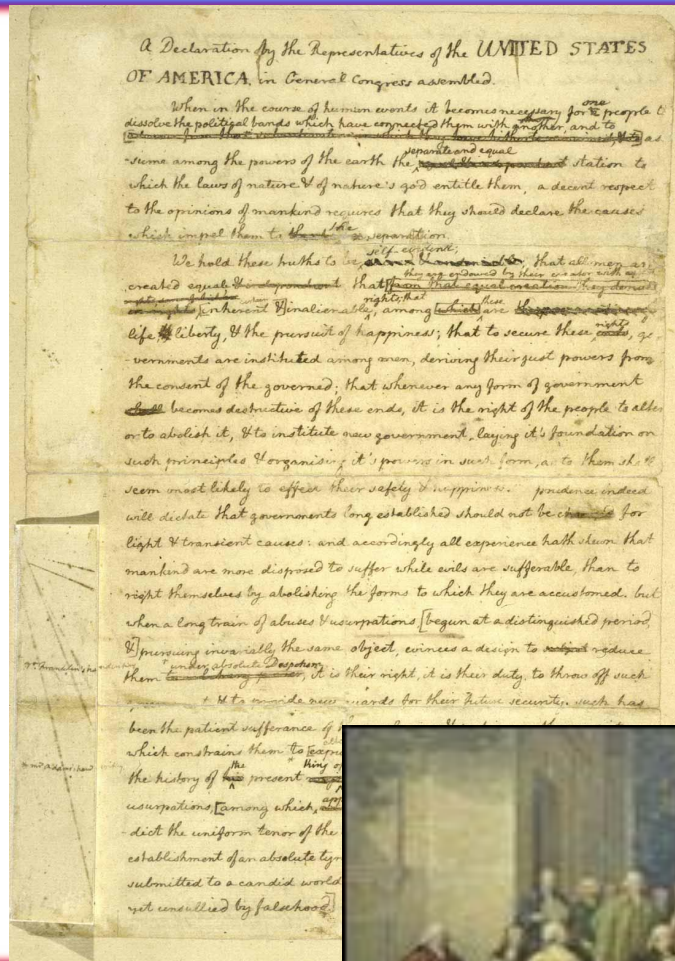 A Declaration by the Representatives of the UNITED STATES
OF AMERICA, in General Congress assembled.
When in the course of human events it becomes necessary for one people t
dissolve the political bands which have connected them with another, and to
as
separate and equal
-sume among the powers of the earth the station to
which the laws of nature & of nature's god entitle them, a decent respect
to the opinions of mankind requires that they should declare the causes
which impel them to the separation.
self-evident;
We hold these truths to be that all men are
they are endowed by their creator with
created equal that from that equal creation they derive
rights; that these
inherent & inalienable, among which are
life & liberty, & the pursuit of happiness; that to secure these rights, go
-vernments are instituted among men, deriving their just powers from
the consent of the governed; that whenever any form of government
shall becomes destructive of these ends, it is the right of the people to alter
or to abolish it, & to institute new government, laying it's foundation on
such principles & organising it's powers in such form, as to them sh
seem most likely to effect their safety & happiness. prudence indeed
will dictate that governments long established should not be for
light & transient causes: and accordingly all experience hath shewn that
mankind are more disposed to suffer while evils are sufferable, than to
right themselves by abolishing the forms to which they are accustomed. but
when a long train of abuses & usurpations [begun at a distinguished period,
&] pursuing invariably the same object, evinces a design to reduce
under absolute Despotism
them it is their right, it is their duty, to throw off such
& to provide new guards for their future security. such has
been the patient sufferance of
which constrains them to [expu
the history of the present
usurpations, [among which,
-dict the uniform tenor of the
establishment of an absolute tyr
submitted to a candid world
yet unsullied by falsehood]